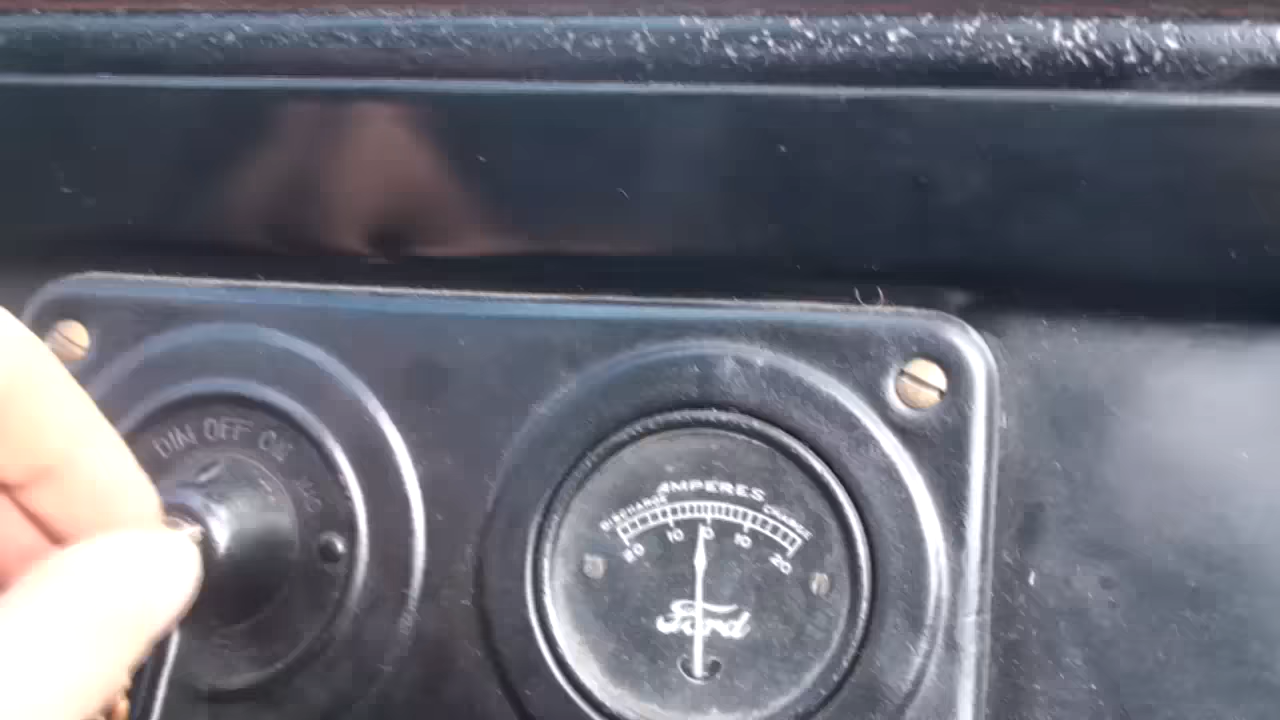 DIM OFF ON
AMPERES
DISCHARGE CHARGE
20 10 0 10 20
Ford